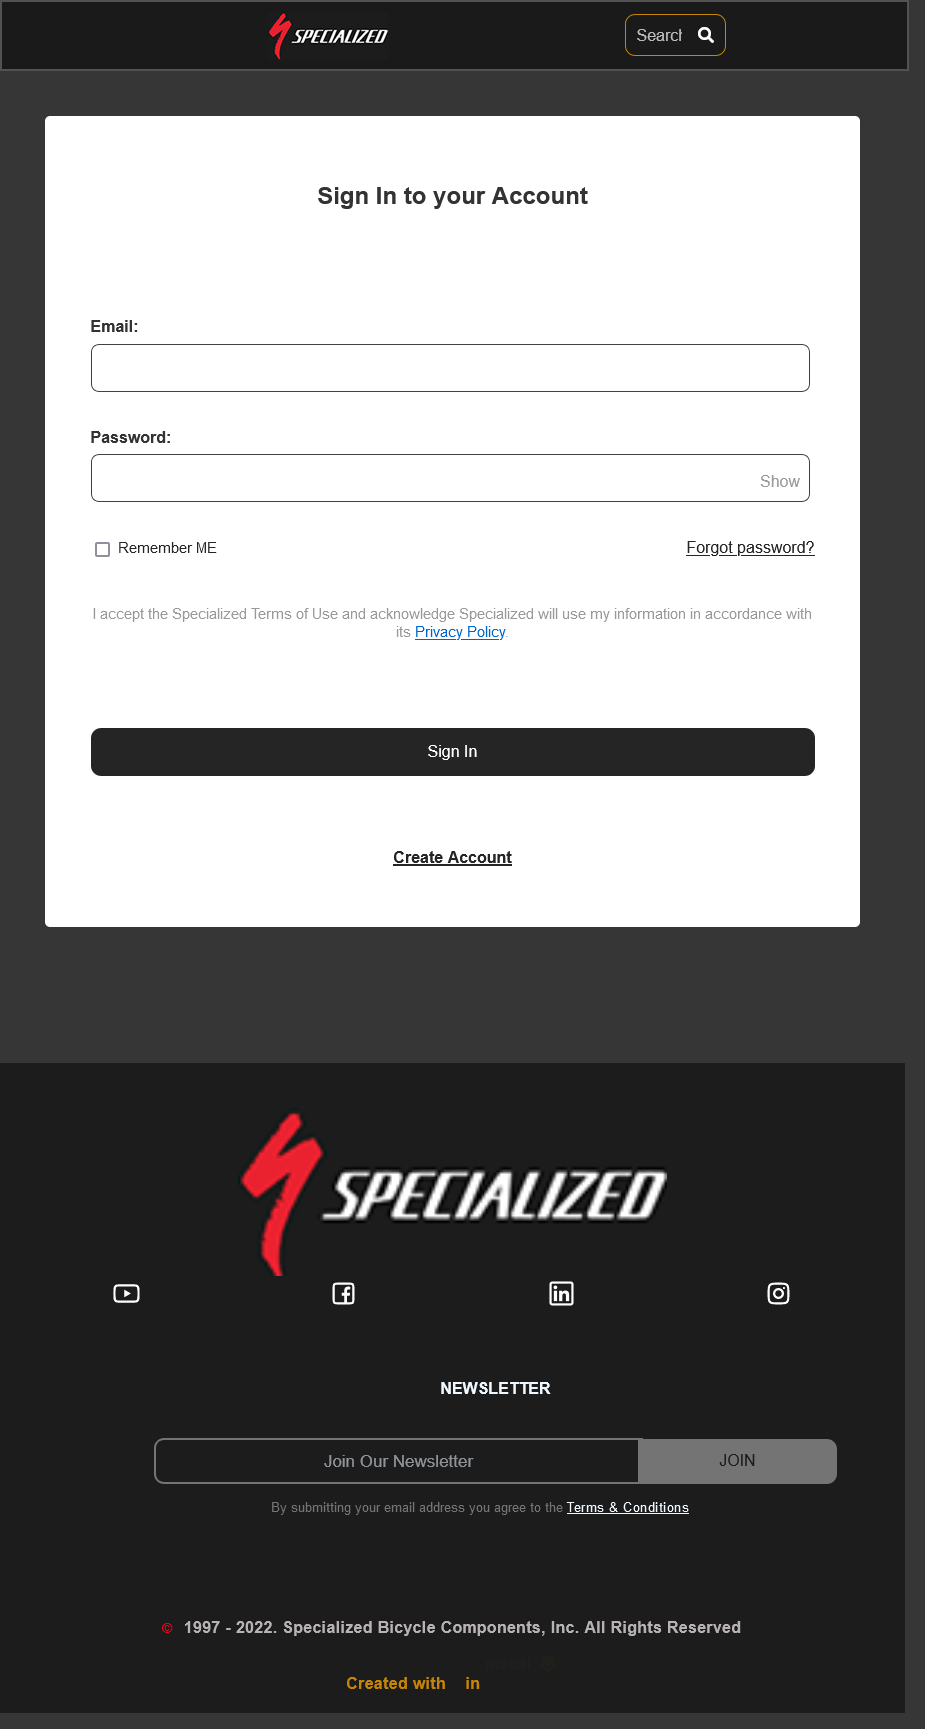 SPECIALIZED
Search
Sign In to your Account
Email:
Password:
Show
Remember ME
Forgot password?
I accept the Specialized Terms of Use and acknowledge Specialized will use my information in accordance with
its Privacy Policy.
Sign In
Create Account
SPECIALIZED
NEWSLETTER
Join Our Newsletter
JOIN
By submitting your email address you agree to the Terms & Conditions
© 1997 - 2022. Specialized Bicycle Components, Inc. All Rights Reserved
Created with in